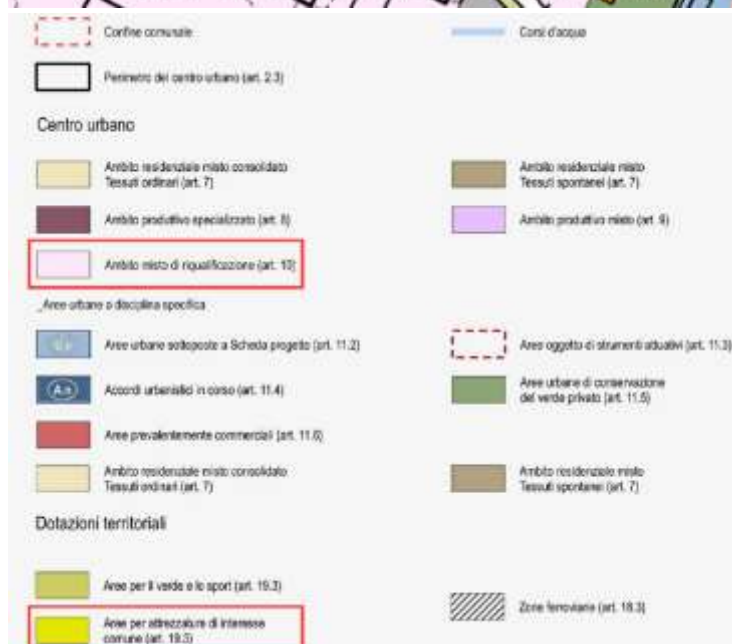 Confine comunale
Corsi d'acqua
Perimetro del centro urbano (art. 2.3)
Centro urbano
Ambito residenziale misto consolidato
Tessuti ordinari (art. 7)
Ambito residenziale misto
Tessuti spontanei (art. 7)
Ambito produttivo specializzato (art. 8)
Ambito produttivo misto (art. 9)
Ambito misto di riqualificazione (art. 10)
_Aree urbane a disciplina specifica
Aree urbane sottoposte a Scheda progetto (art. 11.2)
Aree oggetto di strumenti attuativi (art. 11.3)
Accordi urbanistici in corso (art. 11.4)
Aree urbane di conservazione
del verde privato (art. 11.5)
Aree prevalentemente commerciali (art. 11.6)
Ambito residenziale misto consolidato
Tessuti ordinari (art. 7)
Ambito residenziale misto
Tessuti spontanei (art. 7)
Dotazioni territoriali
Aree per il verde e lo sport (art. 19.3)
Zone ferroviarie (art. 18.3)
Aree per attrezzature di interesse
comune (art. 19.3)